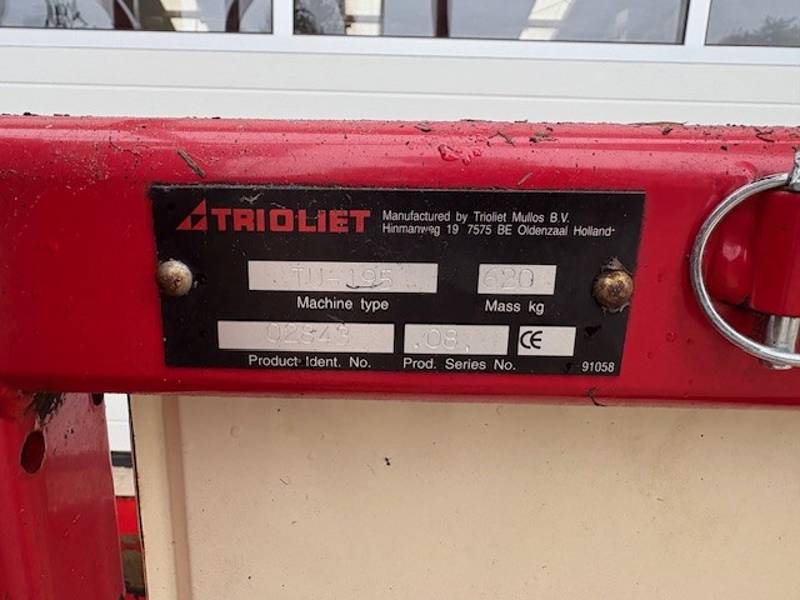 TRIOLIET
Manufactured by Trioliet Mullos B.V.
Hinmanweg 19 7575 BE Oldenzaal Holland
TU-195 620
Machine type Mass kg
02843 .08. CE
Product Ident. No. Prod. Series No. 91058